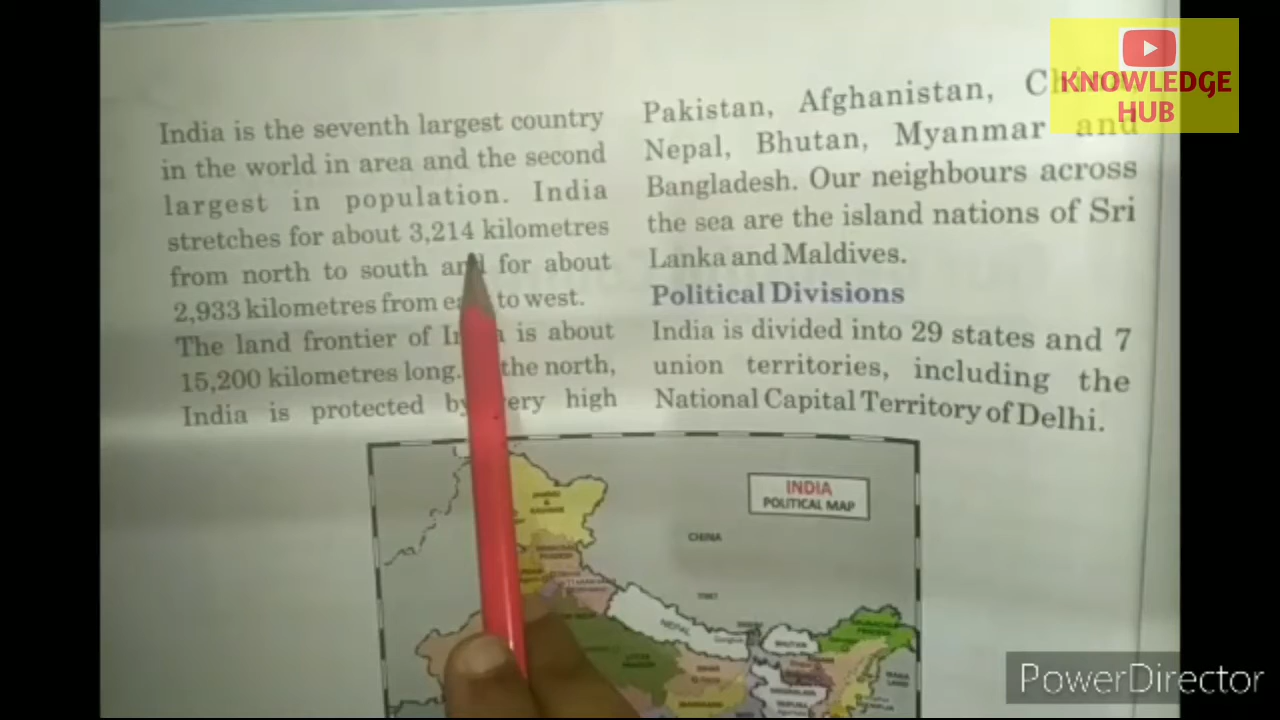 India is the seventh largest country
in the world in area and the second
largest in population. India
stretches for about 3,214 kilometres
from north to south and for about
2,933 kilometres from to west.
The land frontier of is about
15,200 kilometres long. the north,
India is protected by very high
Pakistan, Afghanistan,
Nepal, Bhutan, Myanmar and
Bangladesh. Our neighbours across
the sea are the island nations of Sri
Lanka and Maldives.
Political Divisions
India is divided into 29 states and 7
union territories, including the
National Capital Territory of Delhi.
INDIA
POLITICAL MAP
CHINA
NEPAL
BHUTAN
KNOWLEDGE
HUB
PowerDirector